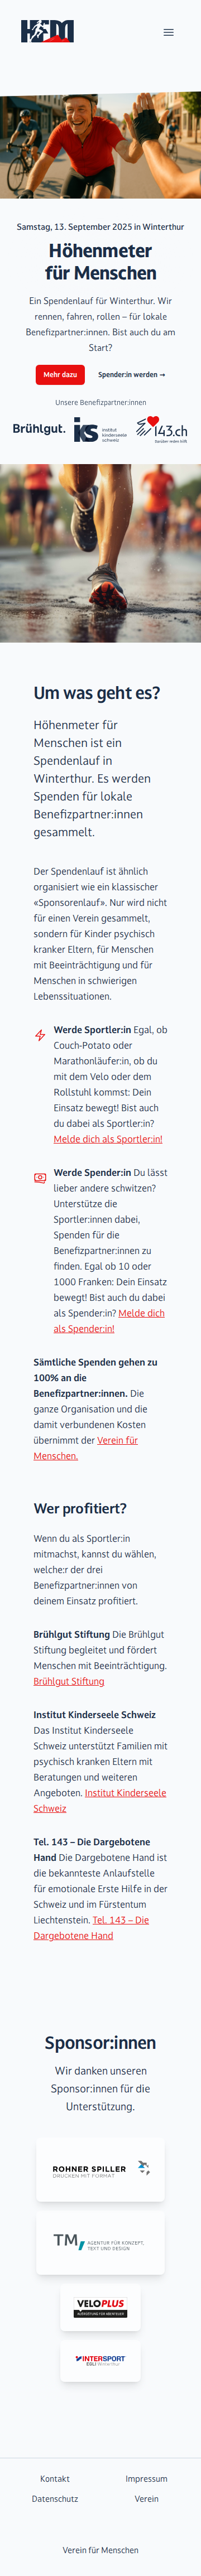 HFM
Samstag, 13. September 2025 in Winterthur
Höhenmeter
für Menschen
Ein Spendenlauf für Winterthur. Wir
rennen, fahren, rollen – für lokale
Benefizpartner:innen. Bist auch du am
Start?
Mehr dazu
Spender:in werden →
Unsere Benefizpartner:innen
Brühlgut.
iks institut
kinderseele
schweiz
143.ch
Darüber reden hilft
Um was geht es?
Höhenmeter für
Menschen ist ein
Spendenlauf in
Winterthur. Es werden
Spenden für lokale
Benefizpartner:innen
gesammelt.
Der Spendenlauf ist ähnlich
organisiert wie ein klassischer
«Sponsorenlauf». Nur wird nicht
für einen Verein gesammelt,
sondern für Kinder psychisch
kranker Eltern, für Menschen
mit Beeinträchtigung und für
Menschen in schwierigen
Lebenssituationen.
Werde Sportler:in Egal, ob
Couch-Potato oder
Marathonläufer:in, ob du
mit dem Velo oder dem
Rollstuhl kommst: Dein
Einsatz bewegt! Bist auch
du dabei als Sportler:in?
Melde dich als Sportler:in!
Werde Spender:in Du lässt
lieber andere schwitzen?
Unterstütze die
Sportler:innen dabei,
Spenden für die
Benefizpartner:innen zu
finden. Egal ob 10 oder
1000 Franken: Dein Einsatz
bewegt! Bist auch du dabei
als Spender:in? Melde dich
als Spender:in!
Sämtliche Spenden gehen zu
100% an die
Benefizpartner:innen. Die
ganze Organisation und die
damit verbundenen Kosten
übernimmt der Verein für
Menschen.
Wer profitiert?
Wenn du als Sportler:in
mitmachst, kannst du wählen,
welche:r der drei
Benefizpartner:innen von
deinem Einsatz profitiert.
Brühlgut Stiftung Die Brühlgut
Stiftung begleitet und fördert
Menschen mit Beeinträchtigung.
Brühlgut Stiftung
Institut Kinderseele Schweiz
Das Institut Kinderseele
Schweiz unterstützt Familien mit
psychisch kranken Eltern mit
Beratungen und weiteren
Angeboten. Institut Kinderseele
Schweiz
Tel. 143 – Die Dargebotene
Hand Die Dargebotene Hand ist
die bekannteste Anlaufstelle
für emotionale Erste Hilfe in der
Schweiz und im Fürstentum
Liechtenstein. Tel. 143 – Die
Dargebotene Hand
Sponsor:innen
Wir danken unseren
Sponsor:innen für die
Unterstützung.
ROHNER SPILLER
DRUCKEN MIT FORMAT
TM/ AGENTUR FÜR KONZEPT,
TEXT UND DESIGN
VELOPLUS
AUSRÜSTUNG FÜR ABENTEUER
INTERSPORT
EGLI Winterthur
Kontakt
Impressum
Datenschutz
Verein
Verein für Menschen